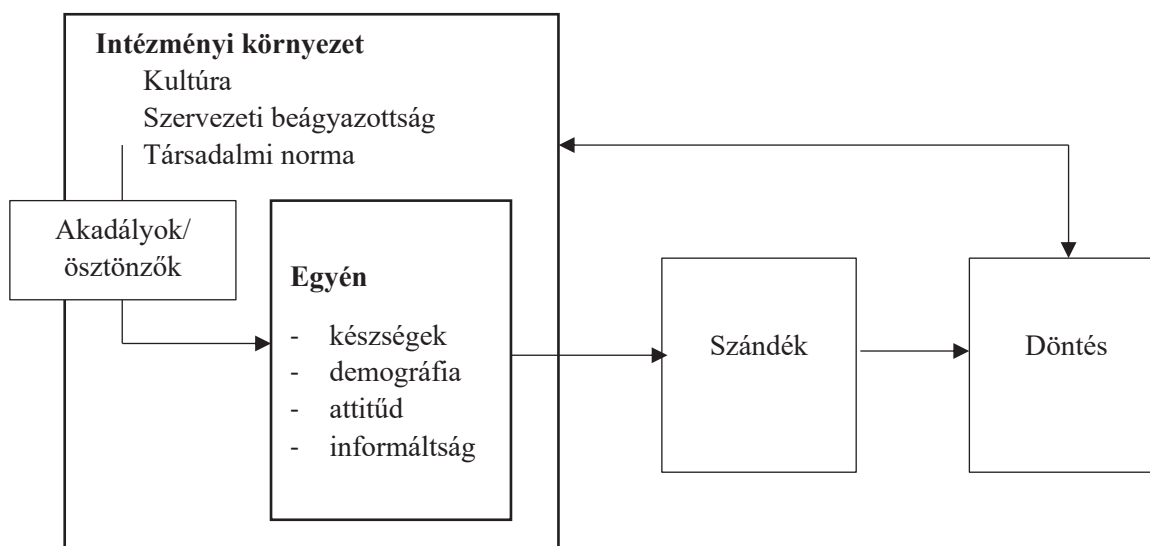 Intézményi környezet
Kultúra
Szervezeti beágyazottság
Társadalmi norma
Akadályok/
ösztönzők
Egyén
- készségek
- demográfia
- attitűd
- informáltság
Szándék
Döntés